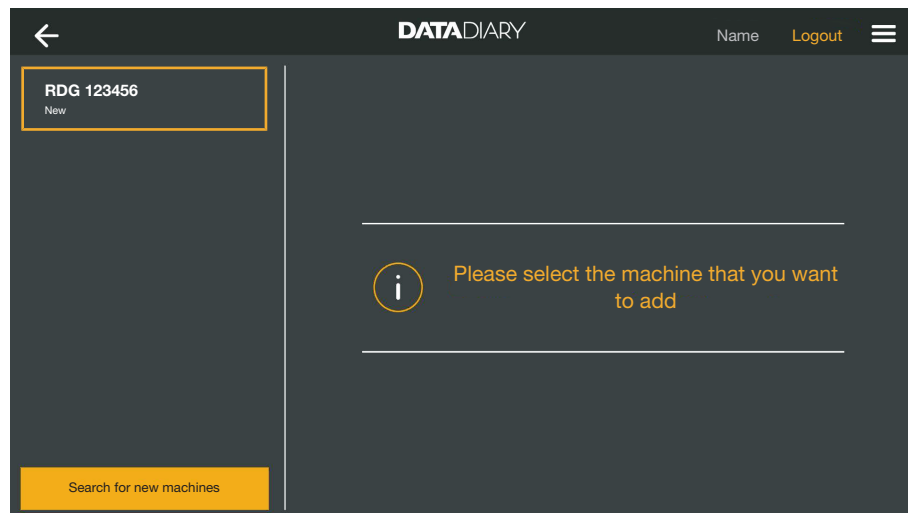 DATADIARY
Name
Logout
RDG 123456
New
Please select the machine that you want
to add
Search for new machines